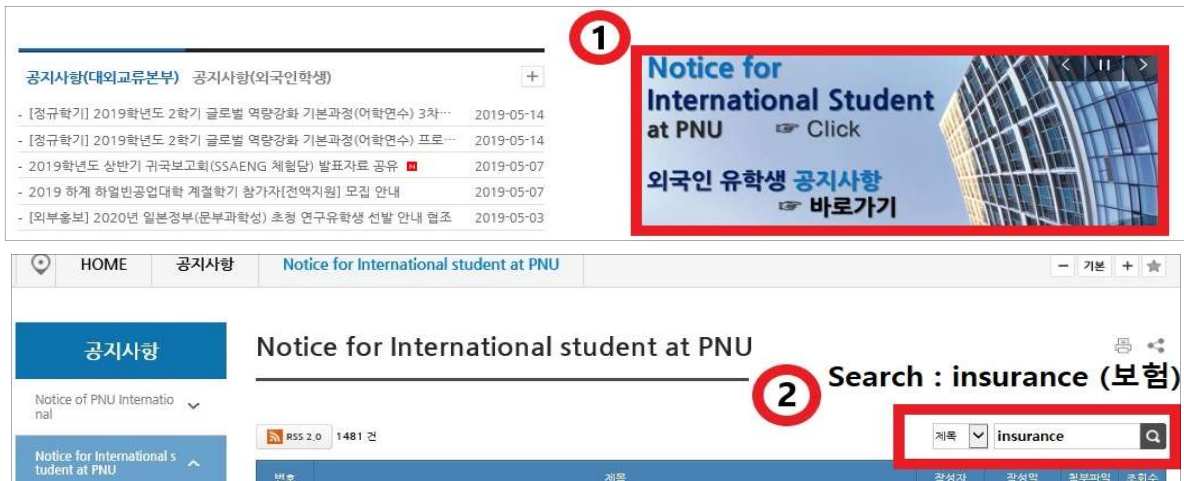 1
공지사항(대외교류본부) 공지사항(외국인학생) +
- [정규학기] 2019학년도 2학기 글로벌 역량강화 기본과정(어학연수) 3차… 2019-05-14
- [정규학기] 2019학년도 2학기 글로벌 역량강화 기본과정(어학연수) 프로… 2019-05-14
- 2019학년도 상반기 귀국보고회(SSAENG 체험담) 발표자료 공유 N 2019-05-07
- 2019 하계 하얼빈공업대학 계절학기 참가자[전액지원] 모집 안내 2019-05-07
- [외부홍보] 2020년 일본정부(문부과학성) 초청 연구유학생 선발 안내 협조 2019-05-03
Notice for
International Student
at PNU ☞ Click
외국인 유학생 공지사항
☞ 바로가기
HOME 공지사항 Notice for International student at PNU
- 기본 +
공지사항
Notice of PNU Internatio
nal
Notice for International s
tudent at PNU
Notice for International student at PNU
2
Search : insurance (보험)
RSS 2.0 1481 건
제목 insurance
번호 제목 작성자 작성일 첨부파일 조회수